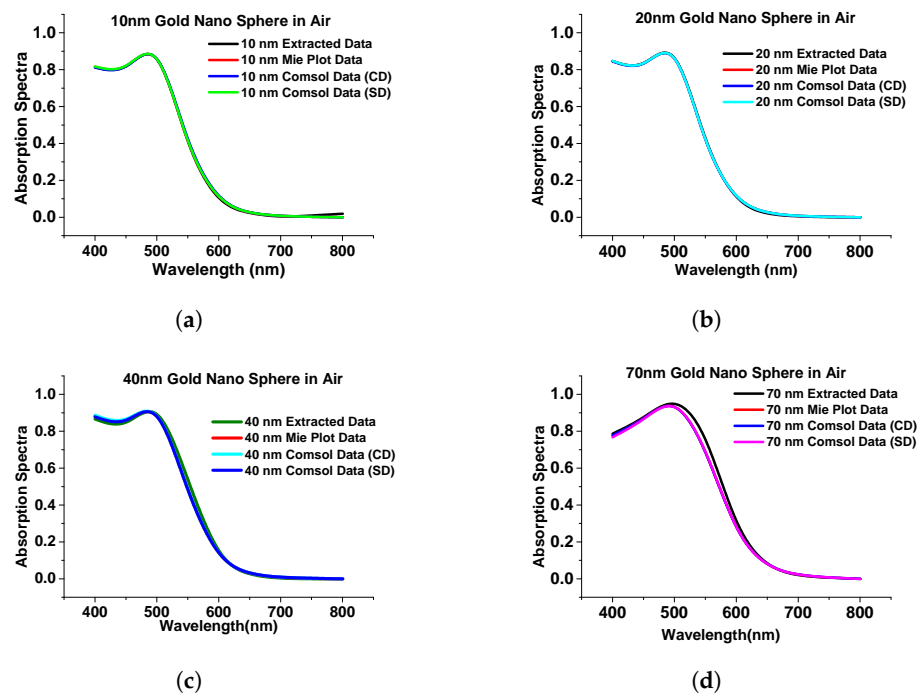 10nm Gold Nano Sphere in Air
1.0
0.8
0.6
0.4
0.2
0.0
Absorption Spectra
10 nm Extracted Data
10 nm Mie Plot Data
10 nm Comsol Data (CD)
10 nm Comsol Data (SD)
400 500 600 700 800
Wavelength (nm)
(a)
20nm Gold Nano Sphere in Air
1.0
0.8
0.6
0.4
0.2
0.0
Absorption Spectra
20 nm Extracted Data
20 nm Mie Plot Data
20 nm Comsol Data (CD)
20 nm Comsol Data (SD)
400 500 600 700 800
Wavelength (nm)
(b)
40nm Gold Nano Sphere in Air
1.0
0.8
0.6
0.4
0.2
0.0
Absorption Spectra
40 nm Extracted Data
40 nm Mie Plot Data
40 nm Comsol Data (CD)
40 nm Comsol Data (SD)
400 500 600 700 800
Wavelength(nm)
(c)
70nm Gold Nano Sphere in Air
1.0
0.8
0.6
0.4
0.2
0.0
Absorption Spectra
70 nm Extracted Data
70 nm Mie Plot Data
70 nm Comsol Data (CD)
70 nm Comsol Data (SD)
400 500 600 700 800
Wavelength(nm)
(d)